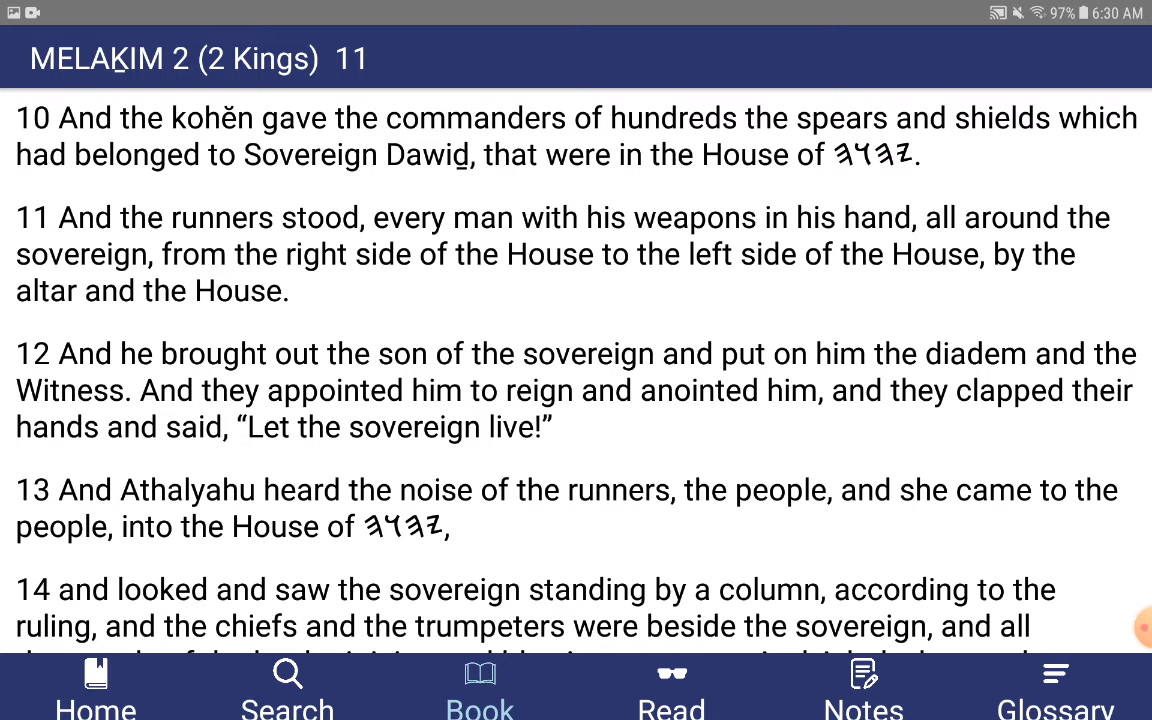 97% 6:30 AM
MELAḴIM 2 (2 Kings) 11
10 And the kohĕn gave the commanders of hundreds the spears and shields which
had belonged to Sovereign Dawiḏ, that were in the House of 𐤉𐤄𐤅𐤄.
11 And the runners stood, every man with his weapons in his hand, all around the
sovereign, from the right side of the House to the left side of the House, by the
altar and the House.
12 And he brought out the son of the sovereign and put on him the diadem and the
Witness. And they appointed him to reign and anointed him, and they clapped their
hands and said, “Let the sovereign live!”
13 And Athalyahu heard the noise of the runners, the people, and she came to the
people, into the House of 𐤉𐤄𐤅𐤄,
14 and looked and saw the sovereign standing by a column, according to the
ruling, and the chiefs and the trumpeters were beside the sovereign, and all
Home Search Book Read Notes Glossary